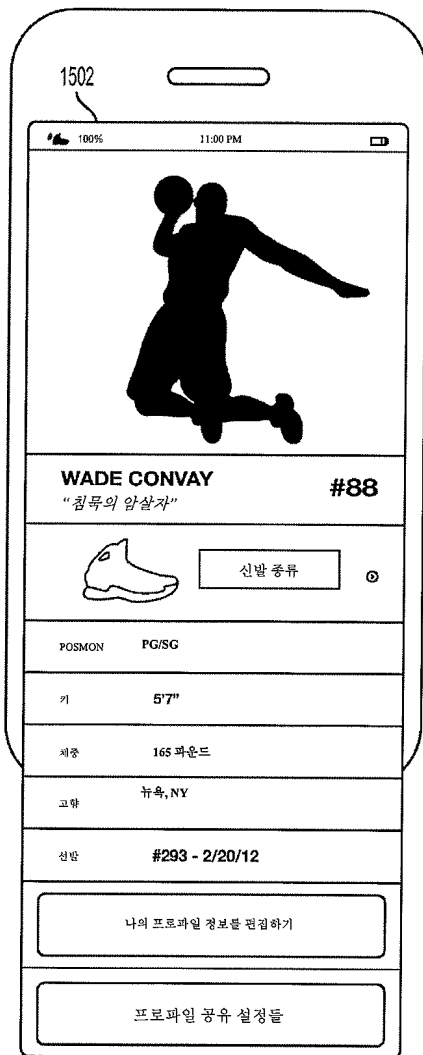 1502
100% 11:00 PM
WADE CONVAY #88
“침묵의 암살자”
신발 종류
POSMON PG/SG
키 5'7”
체중 165 파운드
고향 뉴욕, NY
선발 #293 - 2/20/12
나의 프로파일 정보를 편집하기
프로파일 공유 설정들